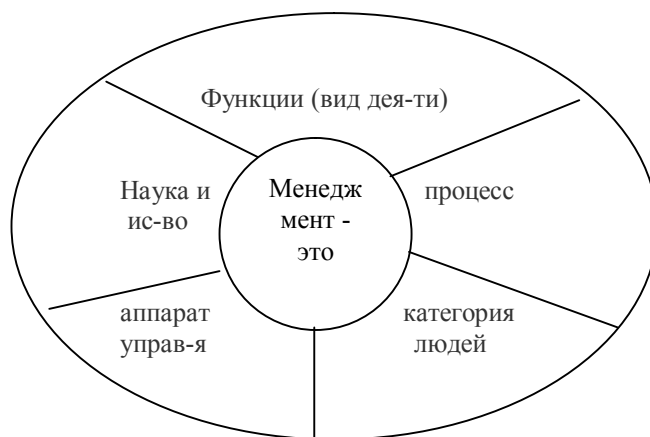 Функции (вид дея-ти)
Наука и
ис-во
Менедж
мент -
это
процесс
аппарат
управ-я
категория
людей